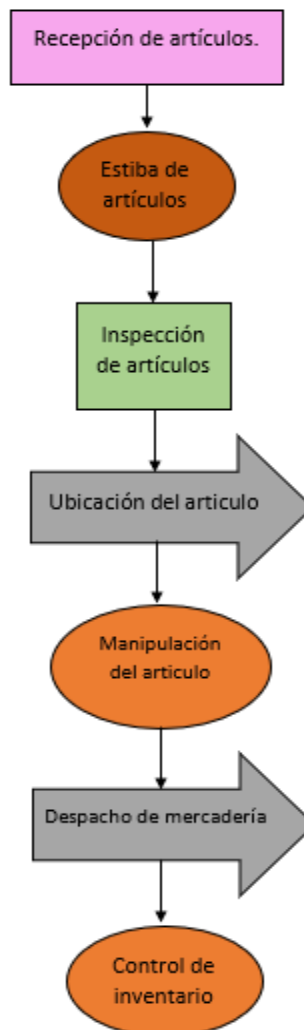 Recepción de artículos.
Estiba de
artículos
Inspección
de artículos
Ubicación del articulo
Manipulación
del articulo
Despacho de mercadería
Control de
inventario